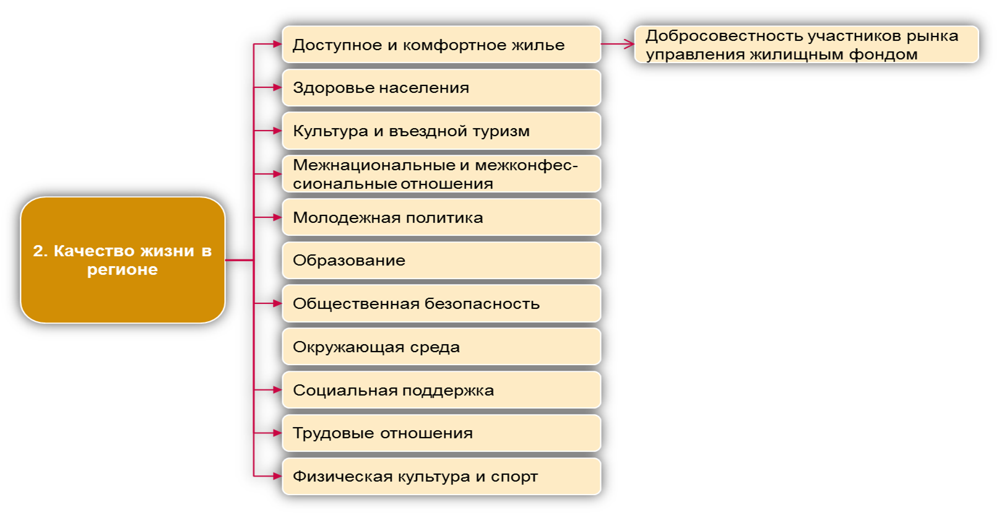 Доступное и комфортное жилье
Добросовестность участников рынка
управления жилищным фондом
Здоровье населения
Культура и въездной туризм
Межнациональные и межконфес-
сиональные отношения
Молодежная политика
2. Качество жизни в
регионе
Образование
Общественная безопасность
Окружающая среда
Социальная поддержка
Трудовые отношения
Физическая культура и спорт